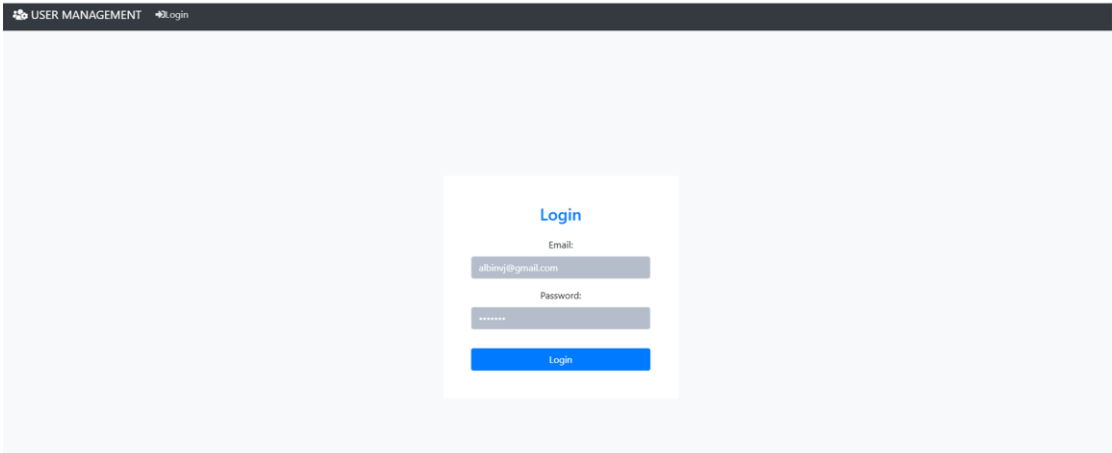 USER MANAGEMENT Login
Login
Email:
albinvj@gmail.com
Password:
•••••••
Login